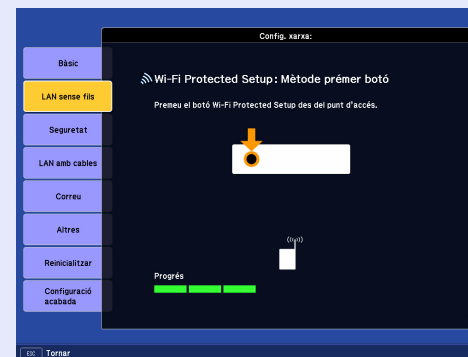 Config. xarxa:
Bàsic
LAN sense fils
Seguretat
LAN amb cables
Correu
Altres
Reinicialitzar
Configuració
acabada
Wi-Fi Protected Setup: Mètode prémer botó
Premeu el botó Wi-Fi Protected Setup des del punt d'accés.
Progrés
ESC Tornar